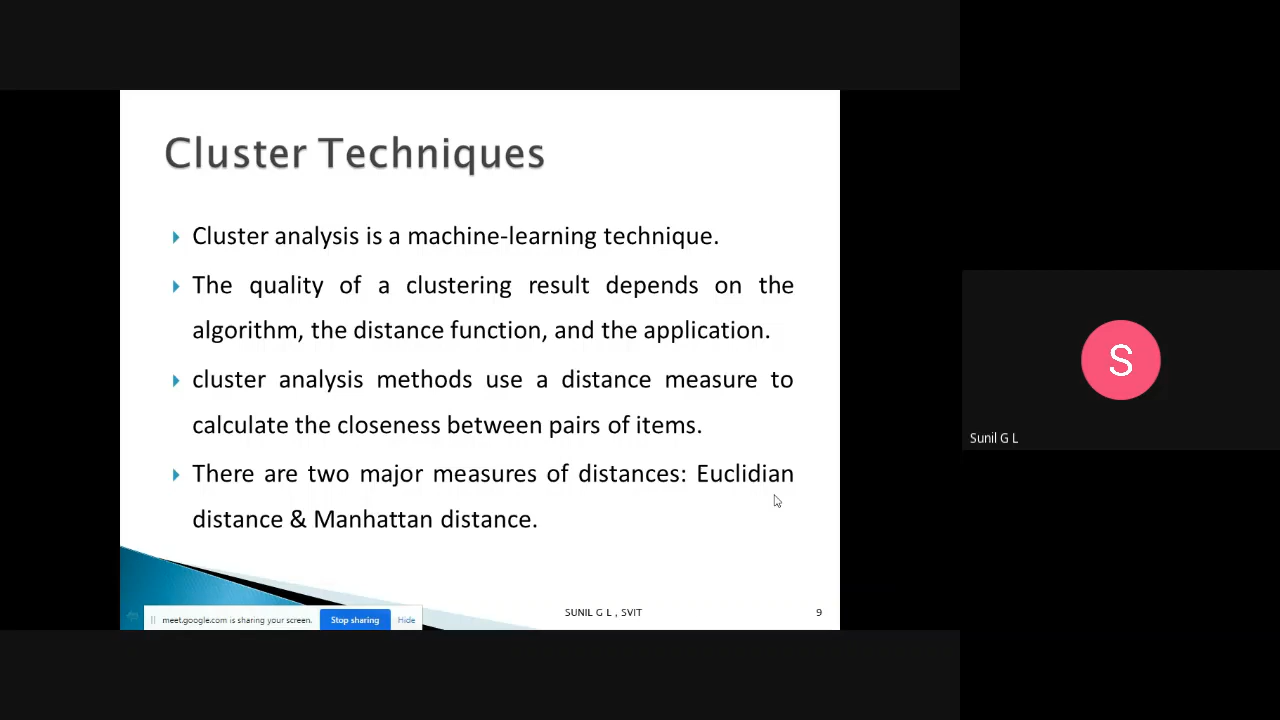 Cluster Techniques
Cluster analysis is a machine-learning technique.
The quality of a clustering result depends on the
algorithm, the distance function, and the application.
cluster analysis methods use a distance measure to
calculate the closeness between pairs of items.
There are two major measures of distances: Euclidian
distance & Manhattan distance.
SUNIL G L , SVIT
9
meet.google.com is sharing your screen.
Stop sharing
Hide
S
Sunil G L